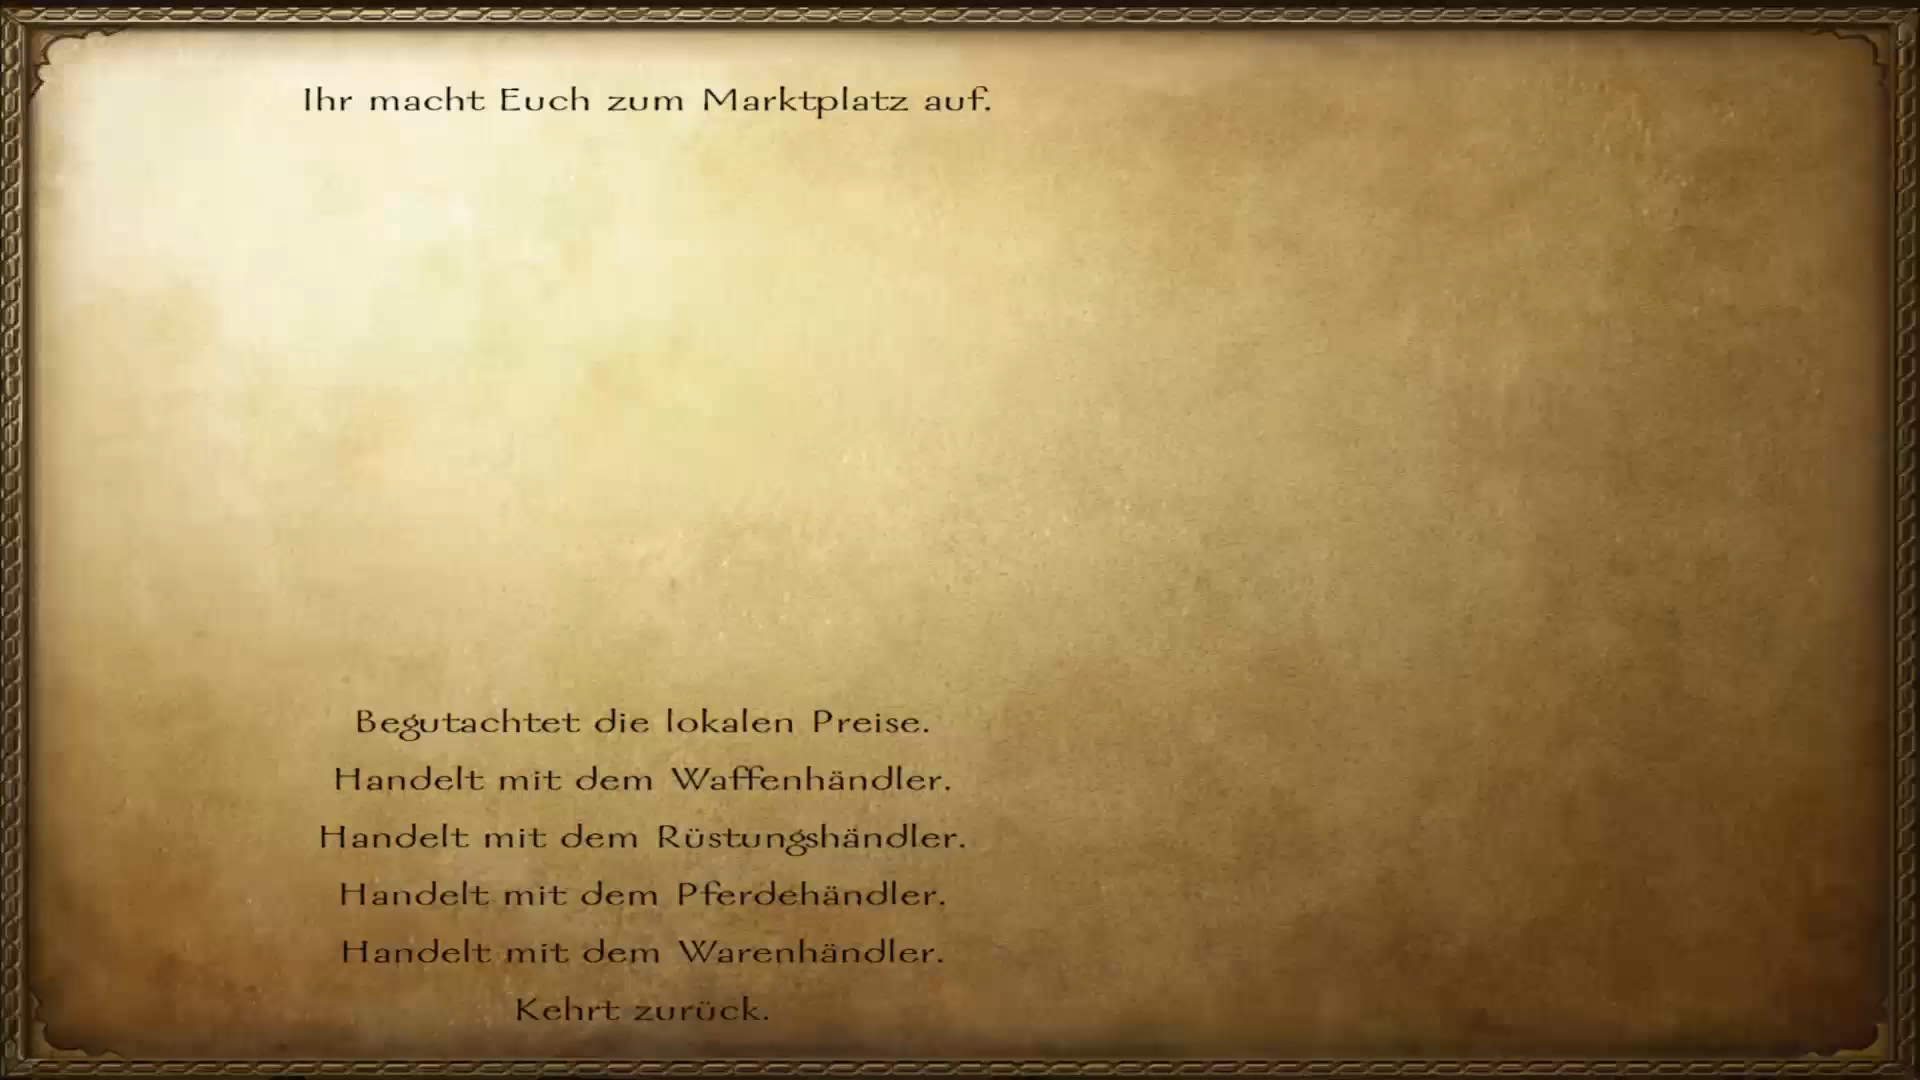 Ihr macht Euch zum Marktplatz auf.
Begutachtet die lokalen Preise.
Handelt mit dem Waffenhändler.
Handelt mit dem Rüstungshändler.
Handelt mit dem Pferdehändler.
Handelt mit dem Warenhändler.
Kehrt zurück.